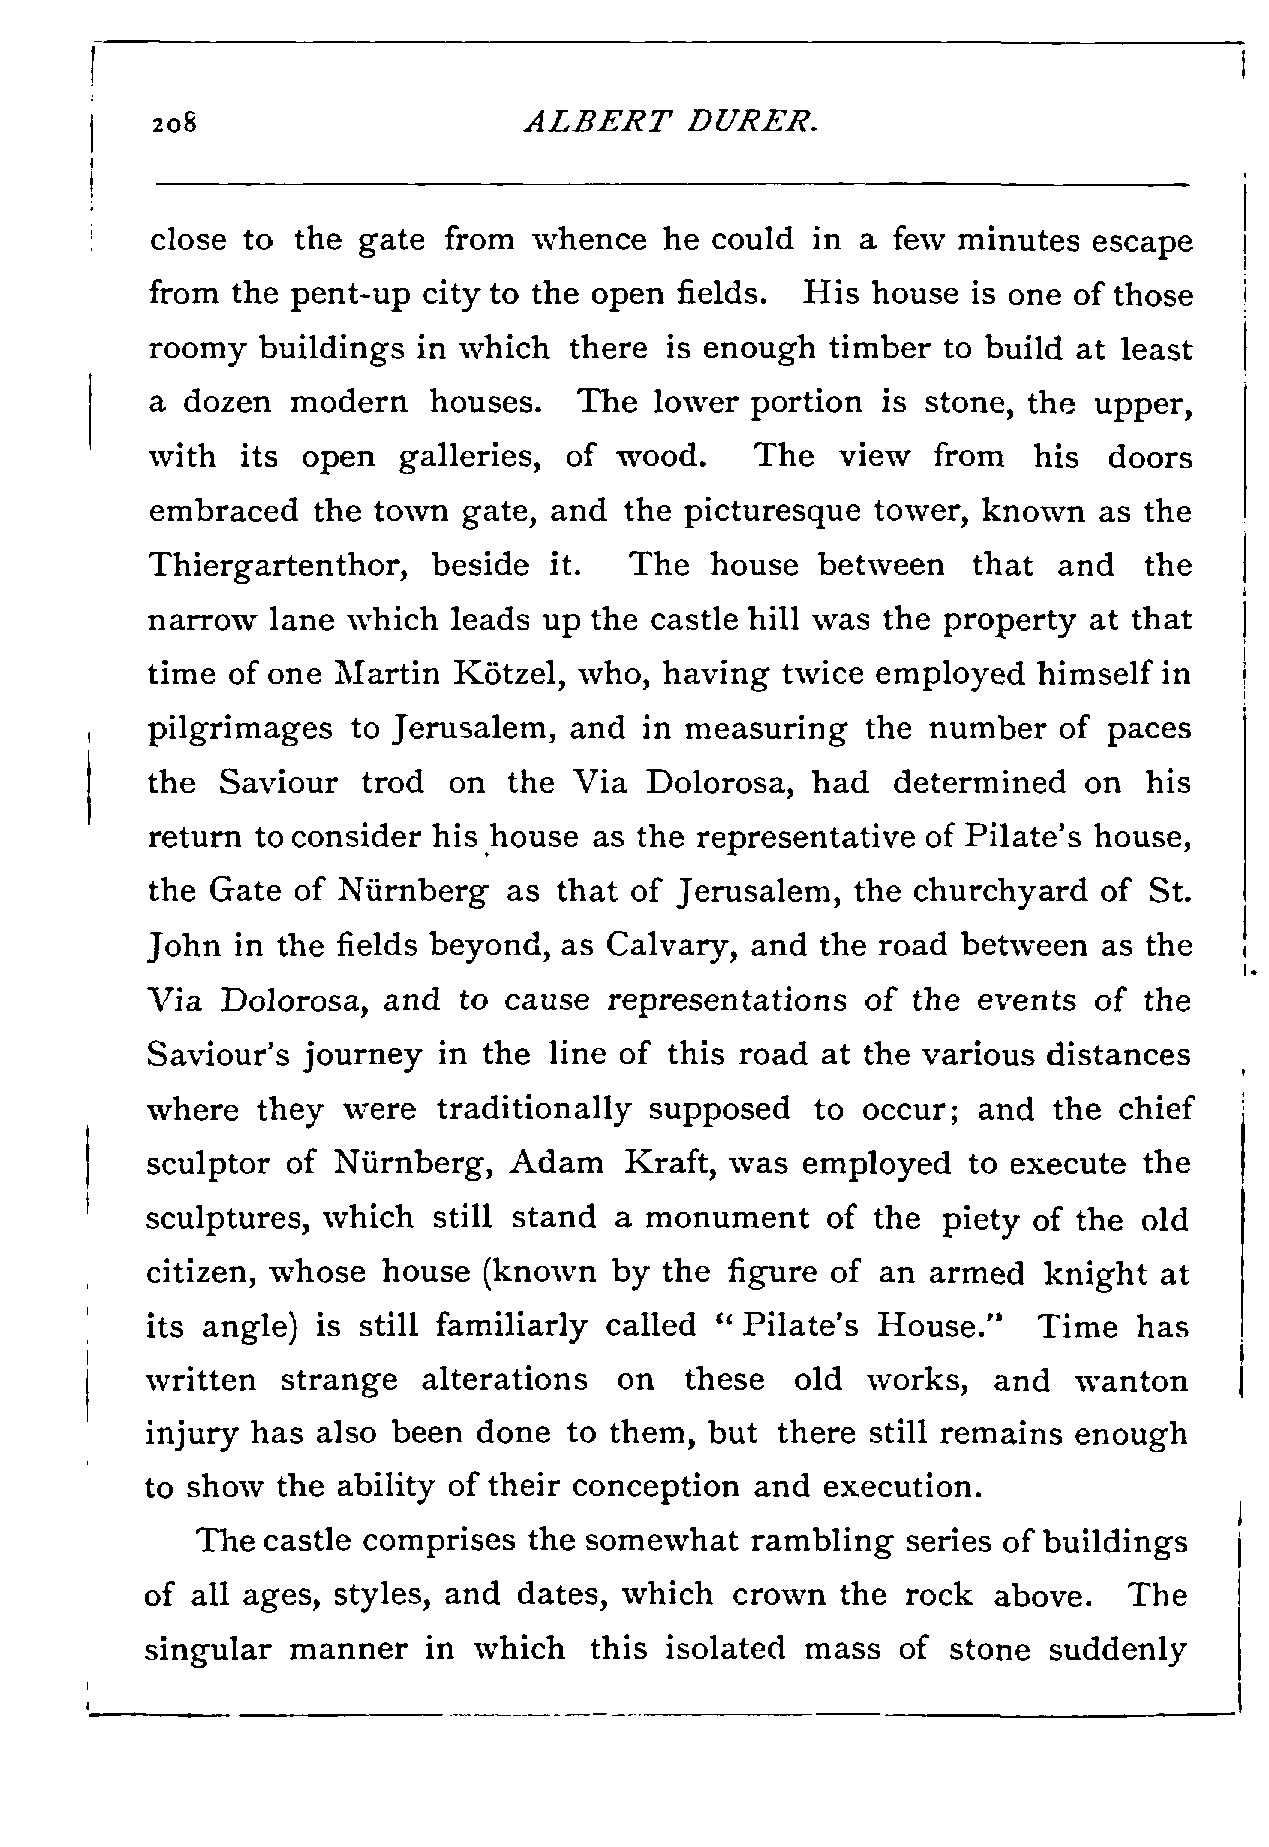 208 ALBERT DURER.
close to the gate from whence he could in a few minutes escape
from the pent-up city to the open fields. His house is one of those
roomy buildings in which there is enough timber to build at least
a dozen modern houses. The lower portion is stone, the upper,
with its open galleries, of wood. The view from his doors
embraced the town gate, and the picturesque tower, known as the
Thiergartenthor, beside it. The house between that and the
narrow lane which leads up the castle hill was the property at that
time of one Martin Kötzel, who, having twice employed himself in
pilgrimages to Jerusalem, and in measuring the number of paces
the Saviour trod on the Via Dolorosa, had determined on his
return to consider his house as the representative of Pilate's house,
the Gate of Nürnberg as that of Jerusalem, the churchyard of St.
John in the fields beyond, as Calvary, and the road between as the
Via Dolorosa, and to cause representations of the events of the
Saviour's journey in the line of this road at the various distances
where they were traditionally supposed to occur; and the chief
sculptor of Nürnberg, Adam Kraft, was employed to execute the
sculptures, which still stand a monument of the piety of the old
citizen, whose house (known by the figure of an armed knight at
its angle) is still familiarly called “Pilate's House.” Time has
written strange alterations on these old works, and wanton
injury has also been done to them, but there still remains enough
to show the ability of their conception and execution.
The castle comprises the somewhat rambling series of buildings
of all ages, styles, and dates, which crown the rock above. The
singular manner in which this isolated mass of stone suddenly